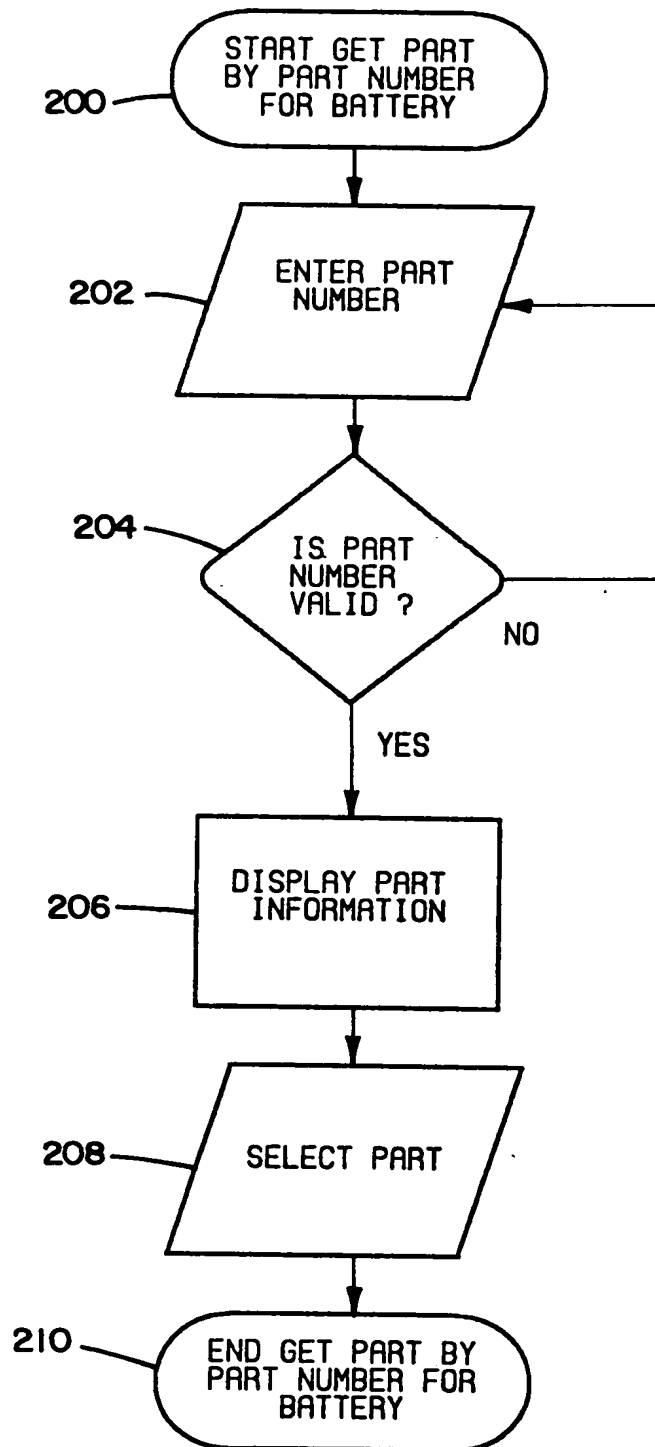 START GET PART
BY PART NUMBER
FOR BATTERY
200
ENTER PART
NUMBER
202
IS PART
NUMBER
VALID ?
204
NO
YES
DISPLAY PART
INFORMATION
206
SELECT PART
208
END GET PART BY
PART NUMBER FOR
BATTERY
210